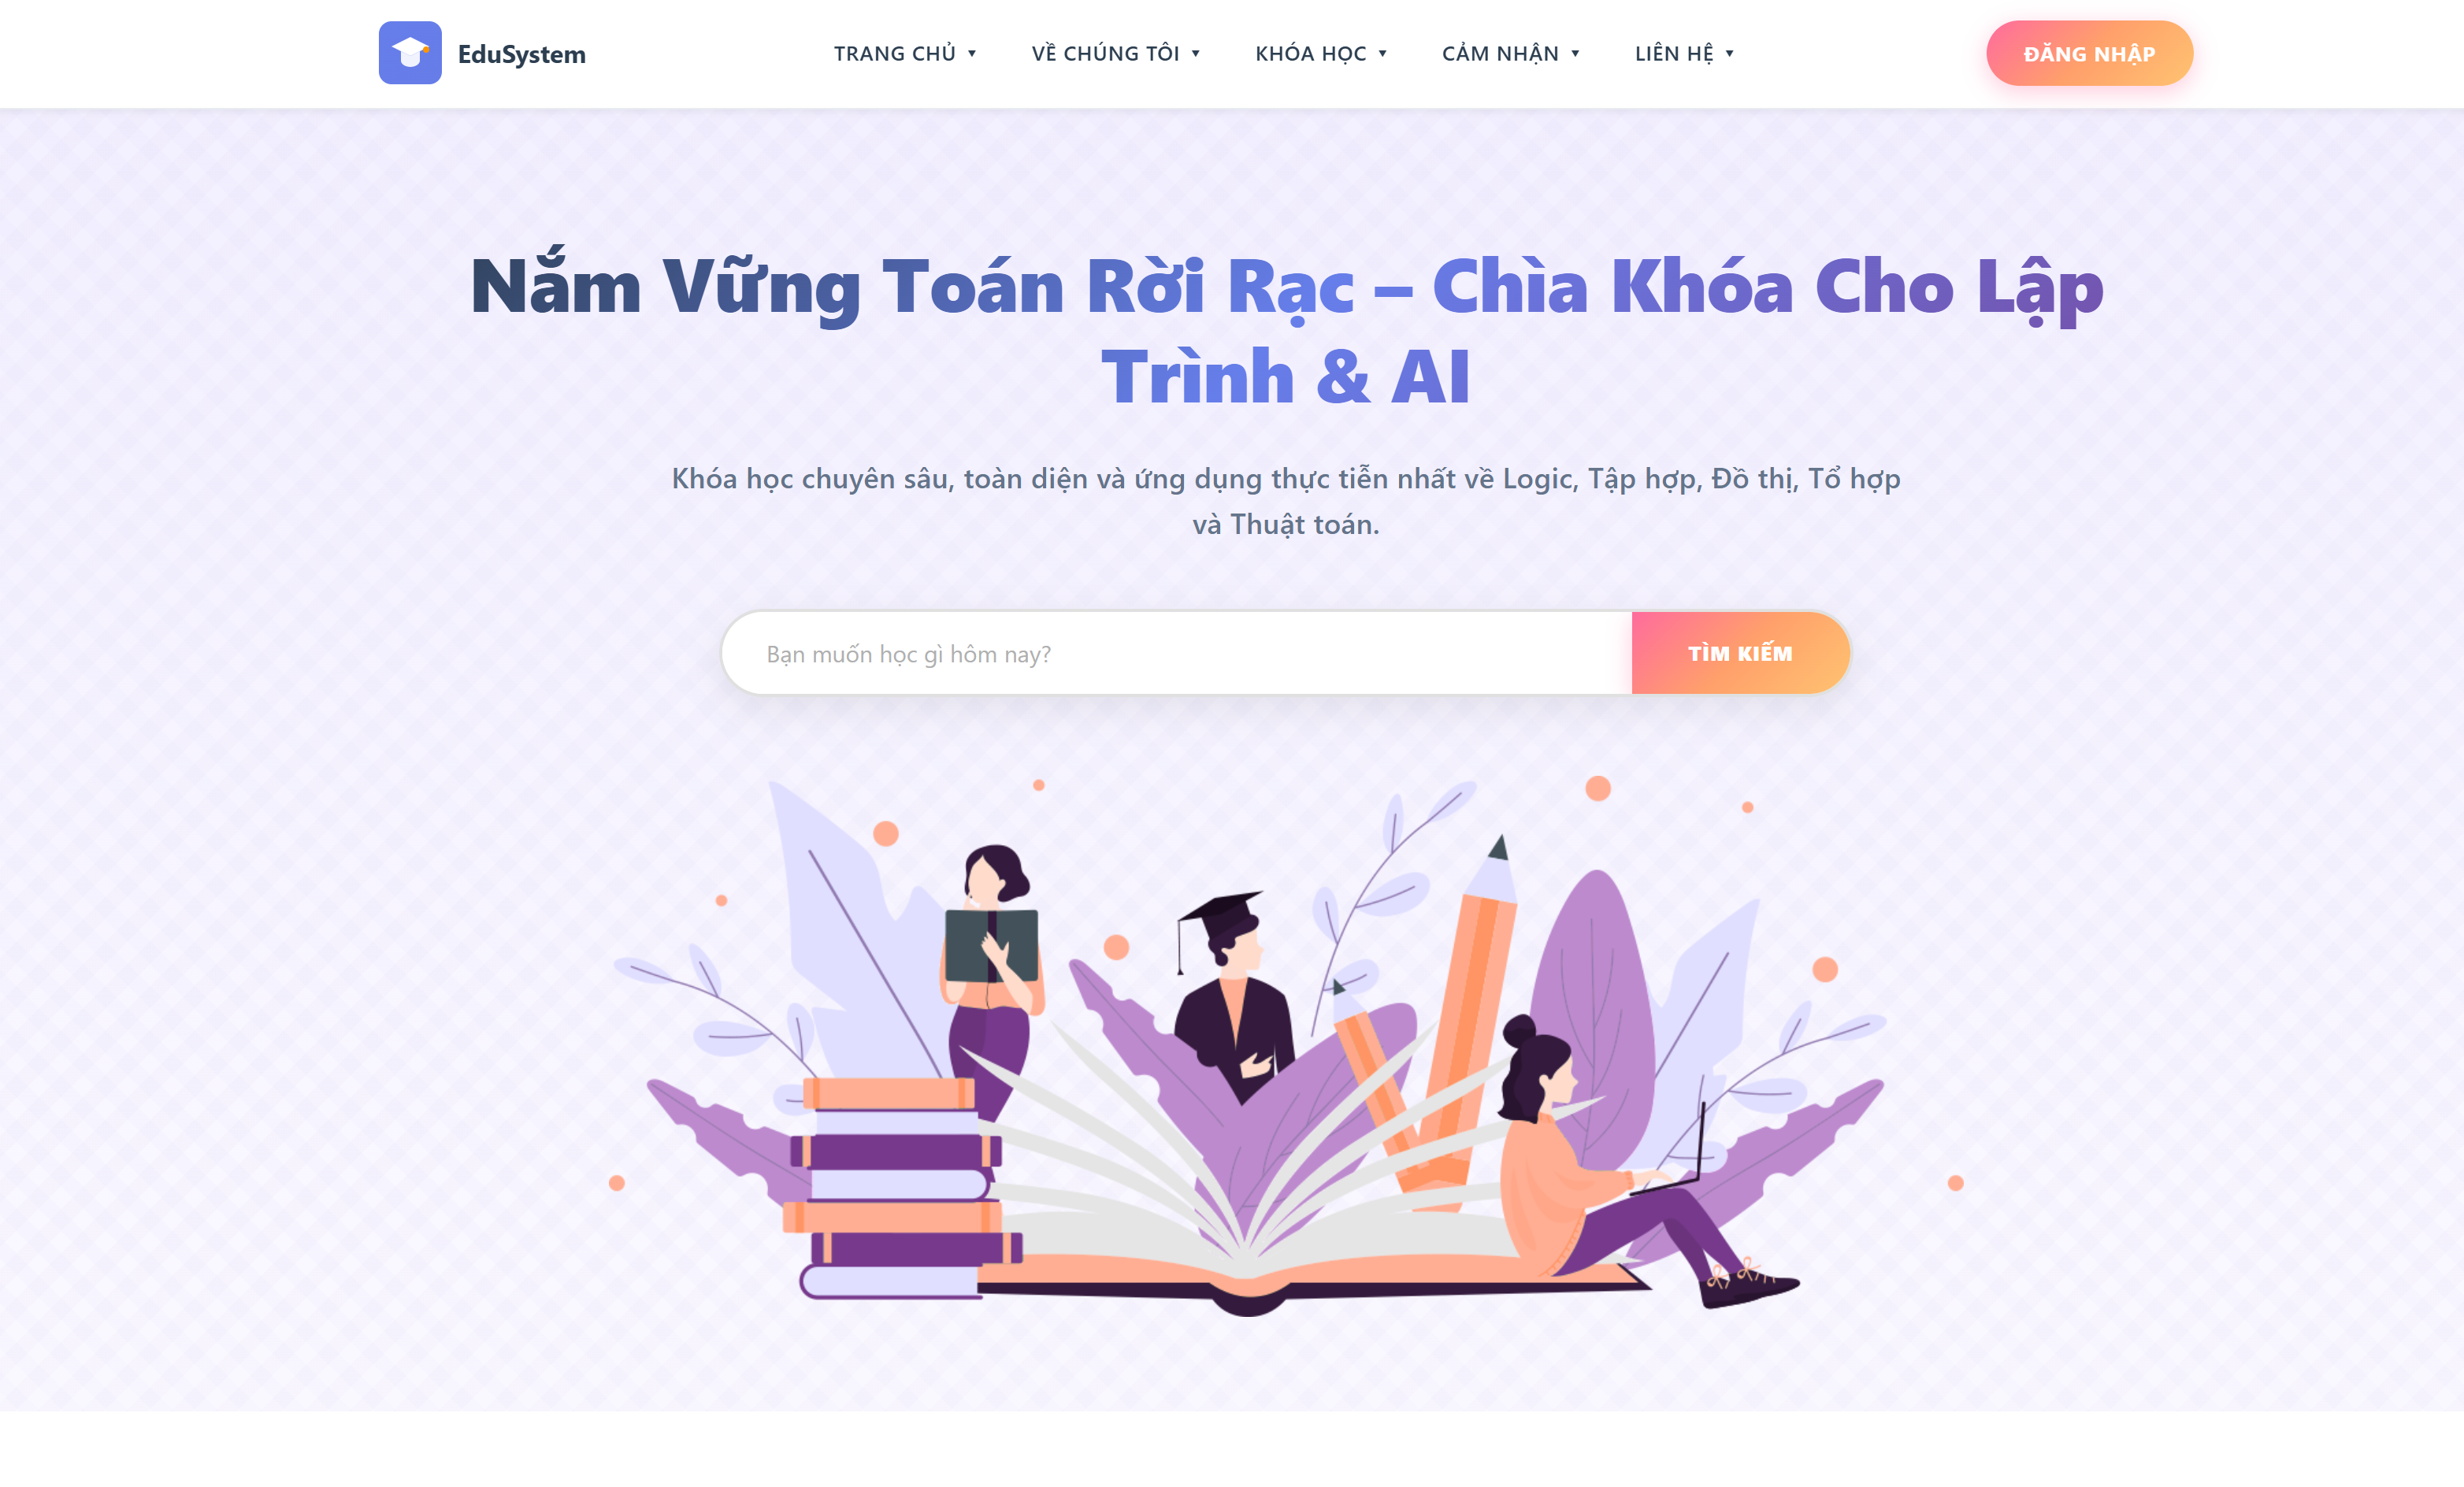 EduSystem
TRANG CHỦ ▼ VỀ CHÚNG TÔI ▼ KHÓA HỌC ▼ CẢM NHẬN ▼ LIÊN HỆ ▼
ĐĂNG NHẬP
Nắm Vững Toán Rời Rạc – Chìa Khóa Cho Lập
Trình & AI
Khóa học chuyên sâu, toàn diện và ứng dụng thực tiễn nhất về Logic, Tập hợp, Đồ thị, Tổ hợp
và Thuật toán.
Bạn muốn học gì hôm nay?
TÌM KIẾM